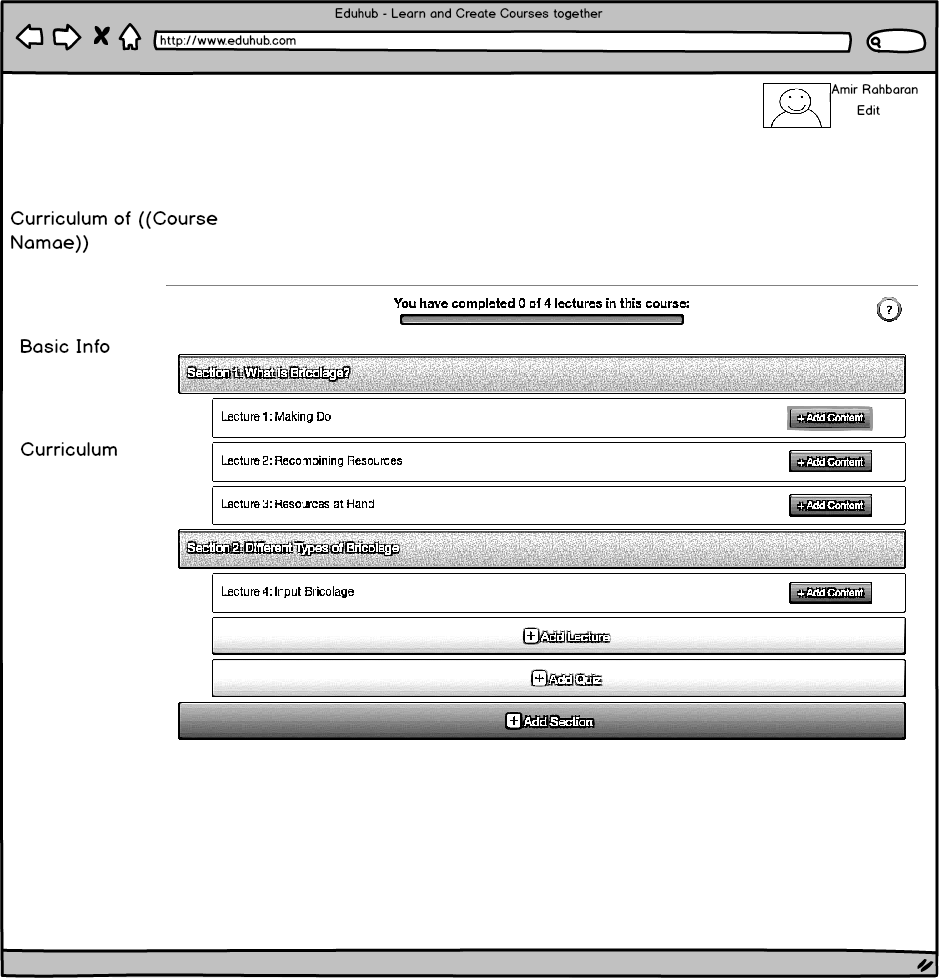 Eduhub - Learn and Create Courses together
http://www.eduhub.com
Amir Rahbaran
Edit
Curriculum of ((Course
Namae))
You have completed 0 of 4 lectures in this course:
?
Basic Info
Section 1: What is Bricolage?
Lecture 1: Making Do
+ Add Content
Curriculum
Lecture 2: Recombining Resources
+ Add Content
Lecture 3: Resources at Hand
+ Add Content
Section 2: Different Types of Bricolage
Lecture 4: Input Bricolage
+ Add Content
+ Add Lecture
+ Add Quiz
+ Add Section